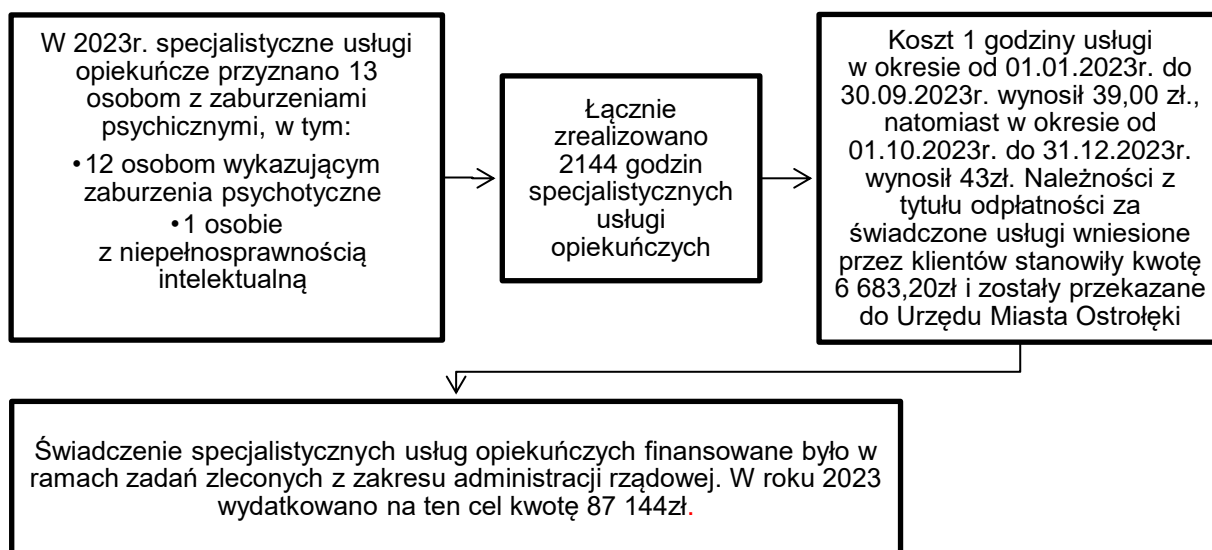 W 2023r. specjalistyczne usługi
opiekuńcze przyznano 13
osobom z zaburzeniami
psychicznymi, w tym:
•12 osobom wykazującym
zaburzenia psychotyczne
•1 osobie
z niepełnosprawnością
intelektualną
Łącznie
zrealizowano
2144 godzin
specjalistycznych
usługi
opiekuńczych
Koszt 1 godziny usługi
w okresie od 01.01.2023r. do
30.09.2023r. wynosił 39,00 zł.,
natomiast w okresie od
01.10.2023r. do 31.12.2023r.
wynosił 43zł. Należności z
tytułu odpłatności za
świadczone usługi wniesione
przez klientów stanowiły kwotę
6 683,20zł i zostały przekazane
do Urzędu Miasta Ostrołęki
Świadczenie specjalistycznych usług opiekuńczych finansowane było w
ramach zadań zleconych z zakresu administracji rządowej. W roku 2023
wydatkowano na ten cel kwotę 87 144zł.